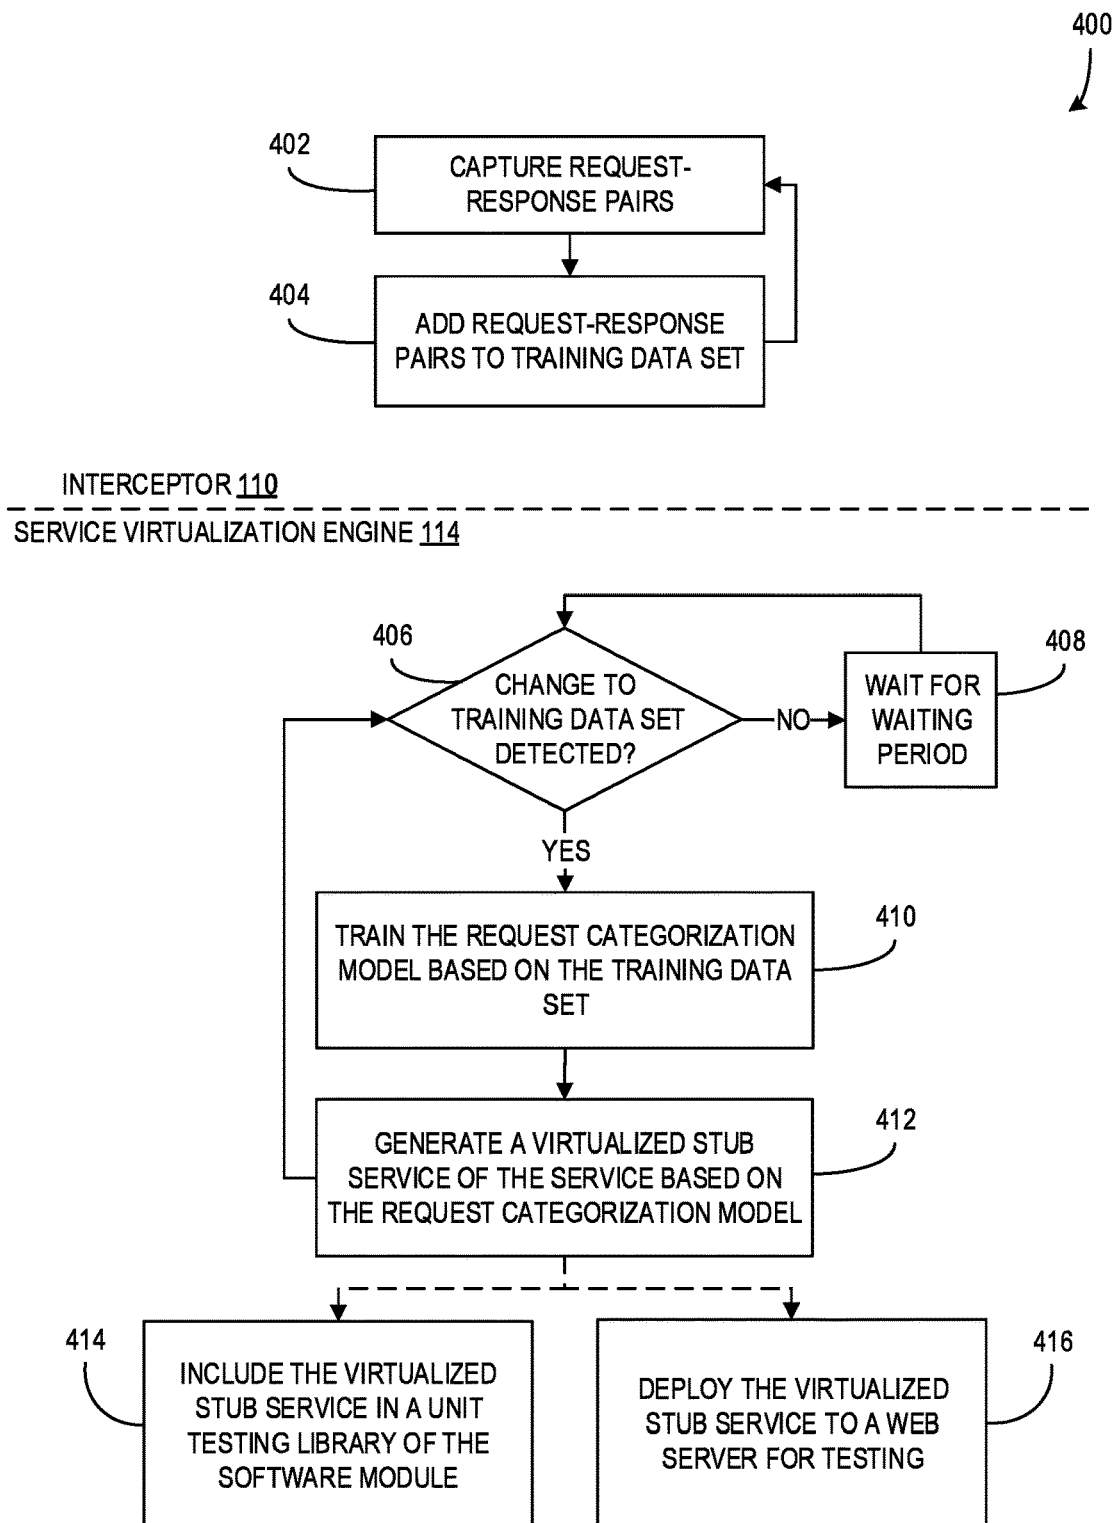 400
402
CAPTURE REQUEST-
RESPONSE PAIRS
404
ADD REQUEST-RESPONSE
PAIRS TO TRAINING DATA SET
INTERCEPTOR 110
SERVICE VIRTUALIZATION ENGINE 114
406
CHANGE TO
TRAINING DATA SET
DETECTED?
NO
408
WAIT FOR
WAITING
PERIOD
YES
410
TRAIN THE REQUEST CATEGORIZATION
MODEL BASED ON THE TRAINING DATA
SET
412
GENERATE A VIRTUALIZED STUB
SERVICE OF THE SERVICE BASED ON
THE REQUEST CATEGORIZATION MODEL
414
INCLUDE THE VIRTUALIZED
STUB SERVICE IN A UNIT
TESTING LIBRARY OF THE
SOFTWARE MODULE
416
DEPLOY THE VIRTUALIZED
STUB SERVICE TO A WEB
SERVER FOR TESTING